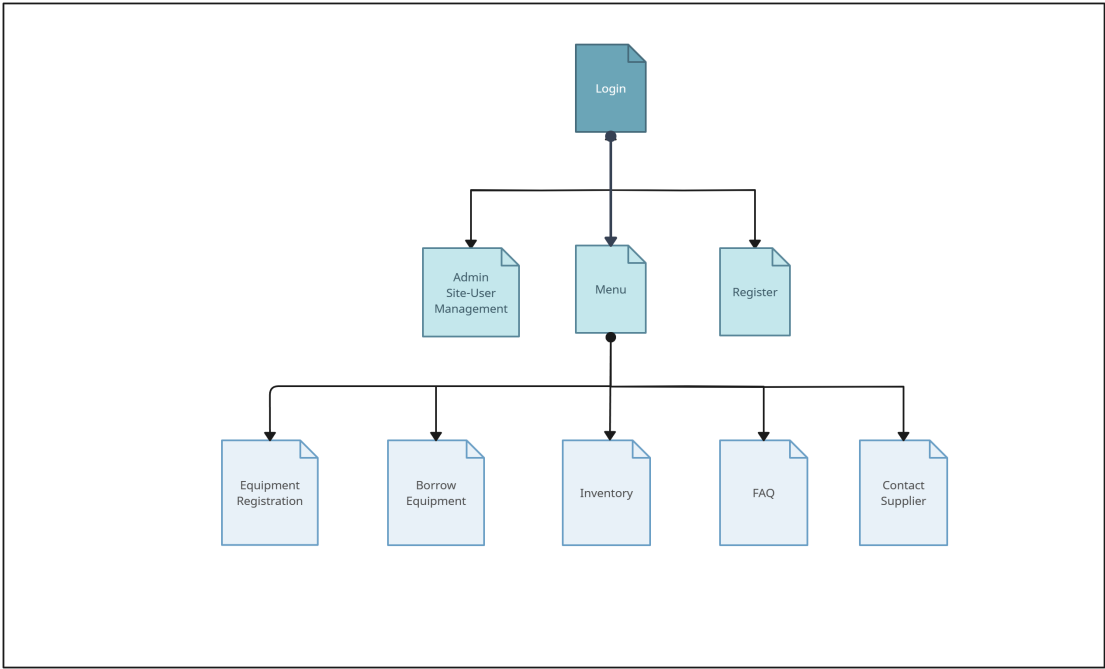 Login
Admin
Site-User
Management
Menu
Register
Equipment
Registration
Borrow
Equipment
Inventory
FAQ
Contact
Supplier